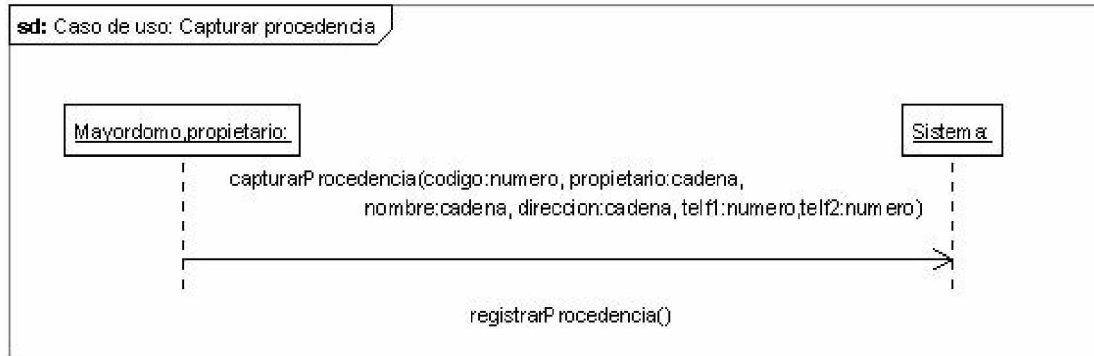 sd: Caso de uso: Capturar procedencia
Mayordomo,propietario:
Sistema:
capturarProcedencia(codigo:numero, propietario:cadena,
nombre:cadena, direccion:cadena, telf1:numero,telf2:numero)
registrarProcedencia()